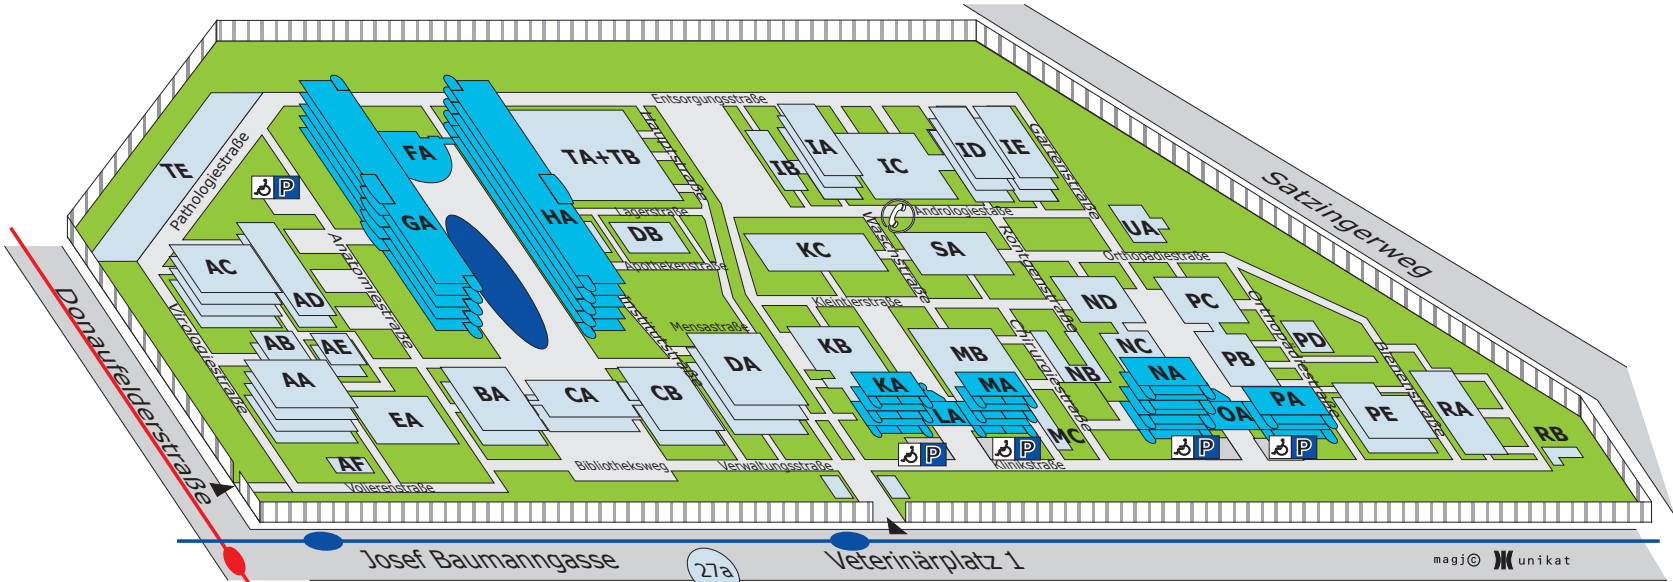 Entsorgungsstraße
TE
Pathologiestraße
P
FA
GA
HA
TA+TB
Hauptstraße
IB
IA
IC
ID
IE
Gartenstraße
Satzingerweg
Lagerstraße
DB
Apothekenstraße
KC
Waschstraße
Andrologiestaße
SA
Röntgenstraße
UA
Orthopädiestraße
AC
AD
Anatomiestraße
Virologiestraße
Donaufelderstraße
AB
AE
AA
EA
AF
Volierenstraße
BA
CA
CB
Institutstraße
Mensastraße
DA
Kleintierstraße
KB
MB
Chirurgiestraße
KA
LA
MA
MC
NB
NC
ND
NA
OA
PA
PB
PC
PD
Orthopädiestraße
PE
Bienenstraße
RA
RB
P
P
P
P
Bibliotheksweg
Verwaltungsstraße
Klinikstraße
Josef Baumanngasse
27a
Veterinärplatz 1
magj© unikat